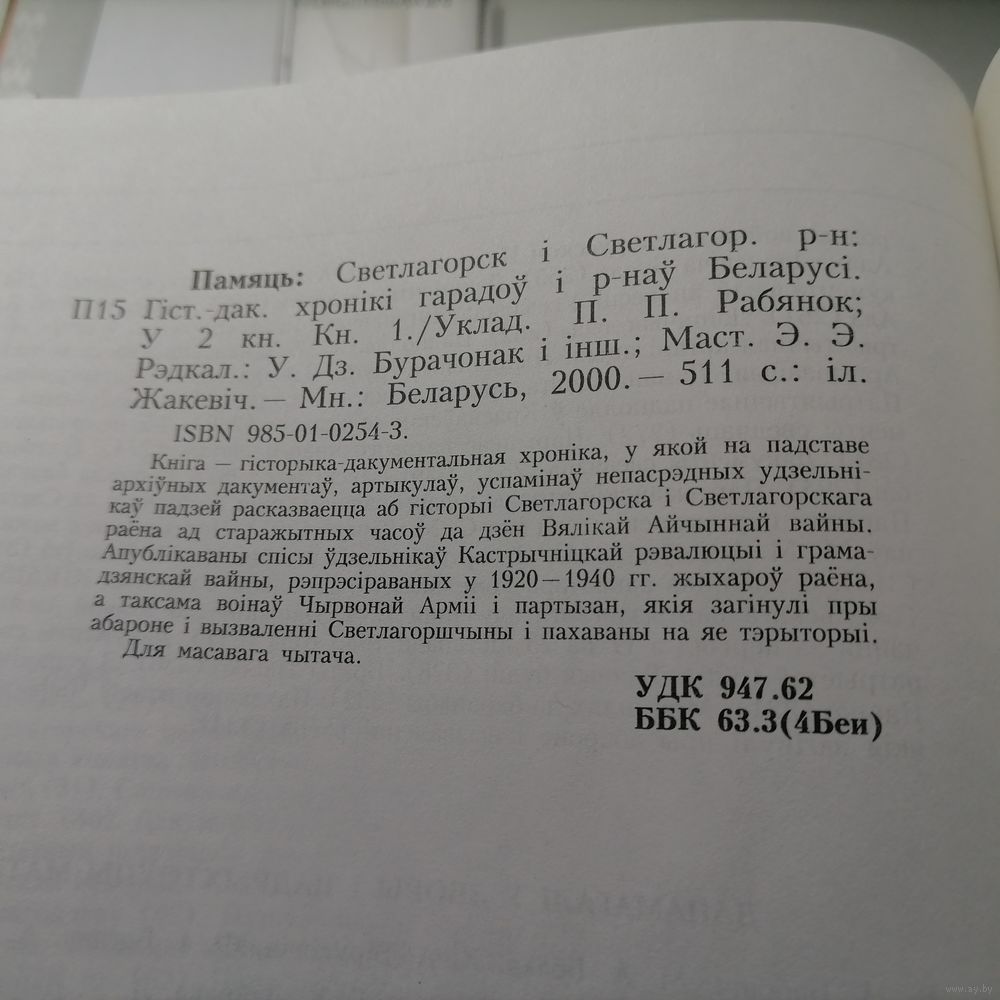 Памяць: Светлагорск і Светлагор. р-н:
П15 Гіст.-дак. хронікі гарадоў і р-наў Беларусі.
У 2 кн. Кн. 1./Уклад. П. П. Рабянок;
Рэдкал.: У. Дз. Бурачонак і інш.; Маст. Э. Э.
Жакевіч.— Мн.: Беларусь, 2000.— 511 с.: іл.
ISBN 985-01-0254-3.
Кніга — гісторыка-дакументальная хроніка, у якой на падставе
архіўных дакументаў, артыкулаў, успамінаў непасрэдных удзельні-
каў падзей расказваецца аб гісторыі Светлагорска і Светлагорскага
раёна ад старажытных часоў да дзён Вялікай Айчыннай вайны.
Апублікаваны спісы ўдзельнікаў Кастрычніцкай рэвалюцыі і грама-
дзянскай вайны, рэпрэсіраваных у 1920—1940 гг. жыхароў раёна,
а таксама воінаў Чырвонай Арміі і партызан, якія загінулі пры
абароне і вызваленні Светлагоршчыны і пахаваны на яе тэрыторыі.
Для масавага чытача.
УДК 947.62
ББК 63.3(4Беи)
www.ay.by